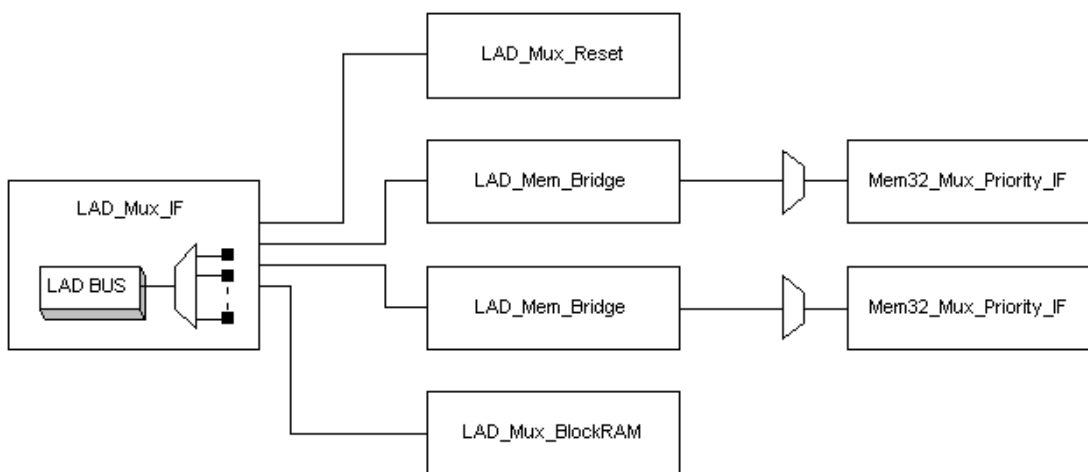 LAD_Mux_Reset
LAD_Mem_Bridge
Mem32_Mux_Priority_IF
LAD_Mux_IF
LAD BUS
LAD_Mem_Bridge
Mem32_Mux_Priority_IF
LAD_Mux_BlockRAM